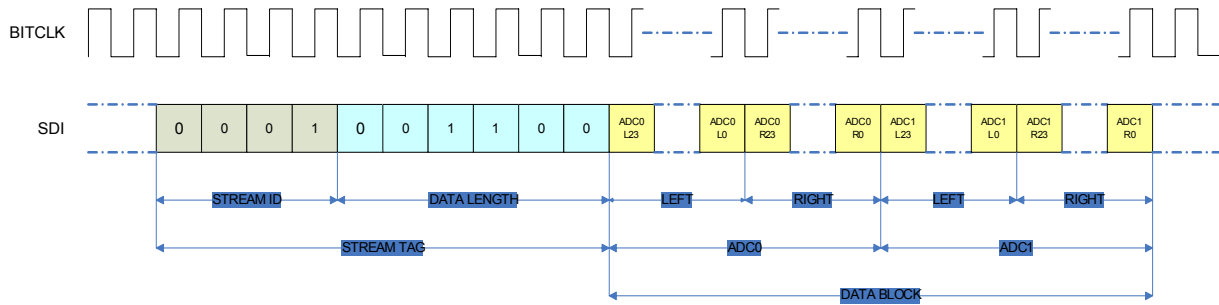 BITCLK
SDI
0 0 0 1 0 0 1 1 0 0 ADC0 L23 ADC0 L0 ADC0 R23 ADC0 R0 ADC1 L23 ADC1 L0 ADC1 R23 ADC1 R0
STREAM ID DATA LENGTH LEFT RIGHT LEFT RIGHT
STREAM TAG ADC0 ADC1
DATA BLOCK